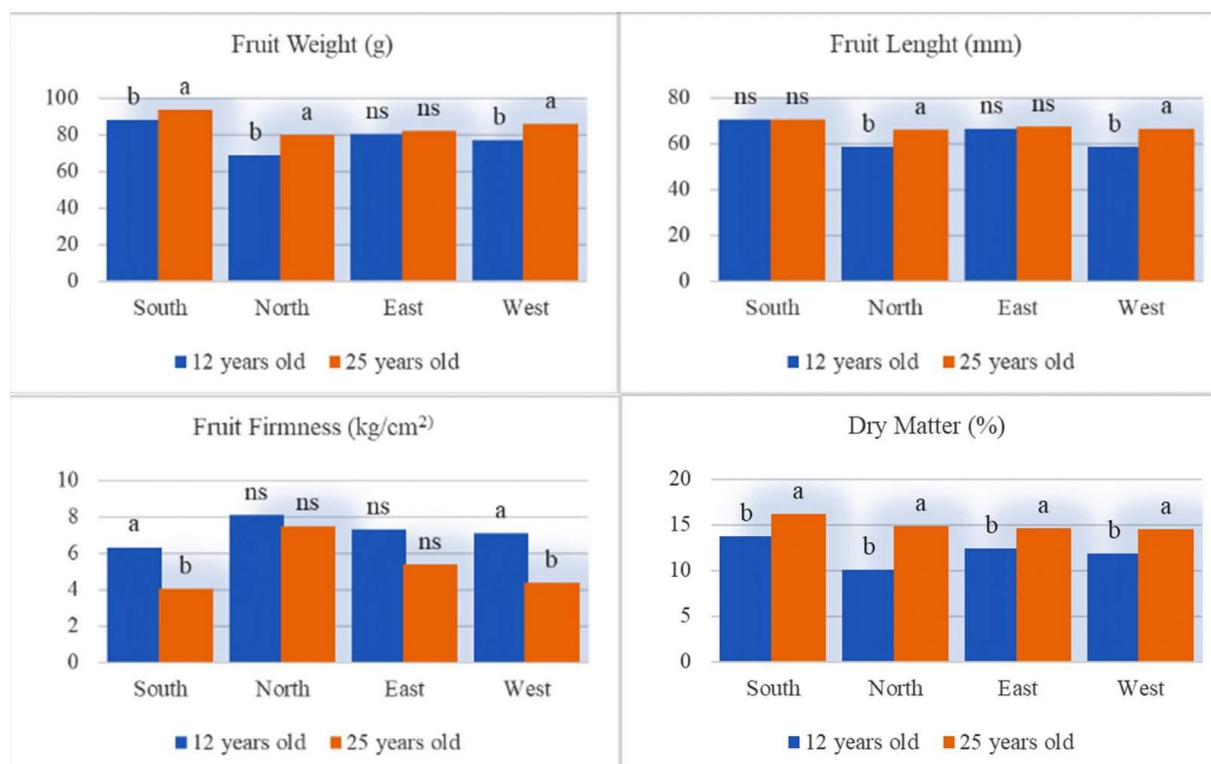 Fruit Weight (g)
b a b a ns ns b a
100
80
60
40
20
0
South North East West
12 years old 25 years old
Fruit Lenght (mm)
ns ns b a ns ns b a
80
60
40
20
0
South North East West
12 years old 25 years old
Fruit Firmness (kg/cm²⁾
a b ns ns ns ns a b
10
8
6
4
2
0
South North East West
12 years old 25 years old
Dry Matter (%)
b a b a b a b a
20
15
10
5
0
South North East West
12 years old 25 years old